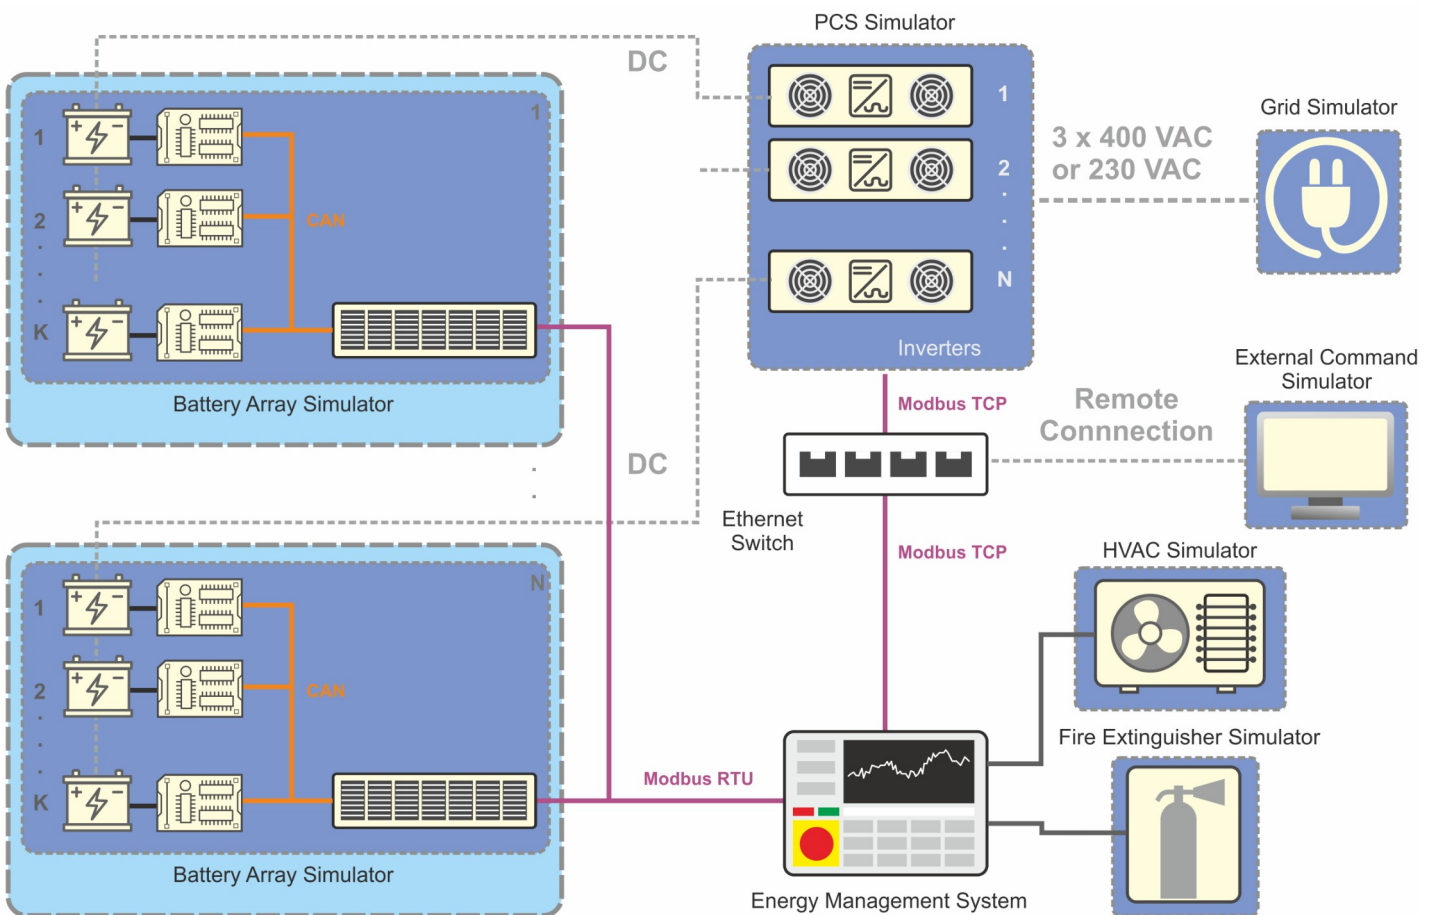 PCS Simulator
DC
1
1
2
.
.
.
K
CAN
1
Battery Array Simulator
1
2
.
.
.
N
Inverters
3 x 400 VAC
or 230 VAC
Grid Simulator
External Command
Simulator
Modbus TCP
Remote
Connnection
DC
.
.
Ethernet
Switch
Modbus TCP
HVAC Simulator
N
1
2
.
.
.
K
CAN
Battery Array Simulator
Modbus RTU
Fire Extinguisher Simulator
Energy Management System